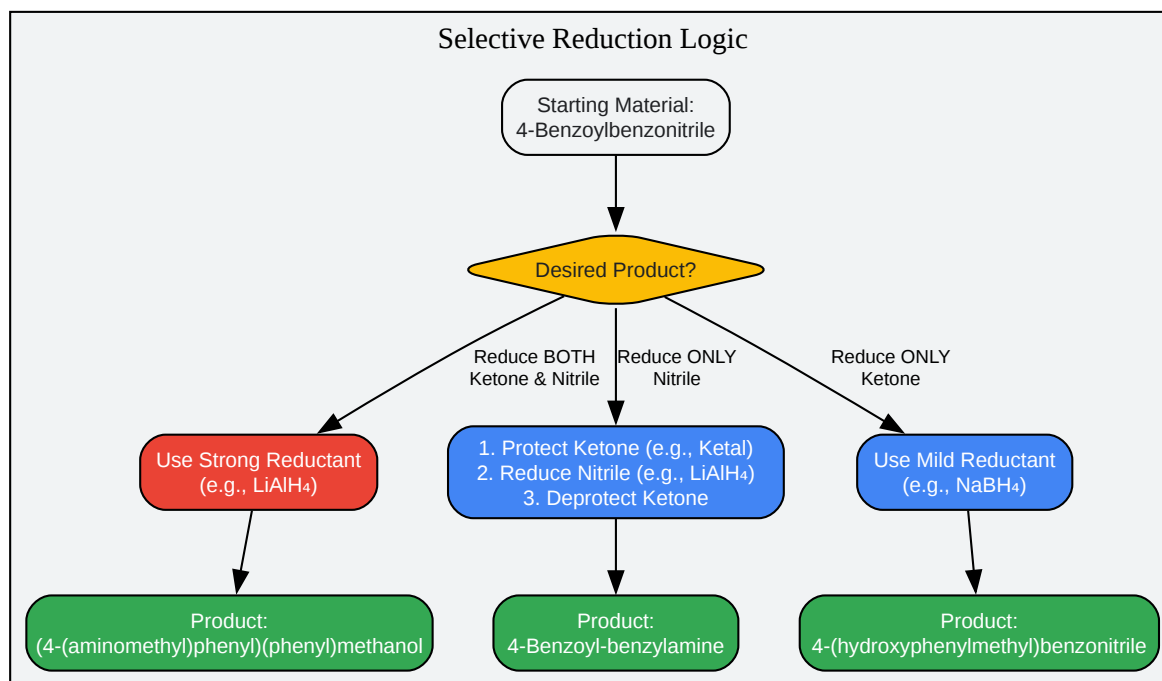 Selective Reduction Logic
Starting Material:
4-Benzoylbenzonitrile
Desired Product?
Reduce BOTH
Ketone & Nitrile
Reduce ONLY
Nitrile
Reduce ONLY
Ketone
Use Strong Reductant
(e.g., LiAlH₄)
1. Protect Ketone (e.g., Ketal)
2. Reduce Nitrile (e.g., LiAlH₄)
3. Deprotect Ketone
Use Mild Reductant
(e.g., NaBH₄)
Product:
(4-(aminomethyl)phenyl)(phenyl)methanol
Product:
4-Benzoyl-benzylamine
Product:
4-(hydroxyphenylmethyl)benzonitrile